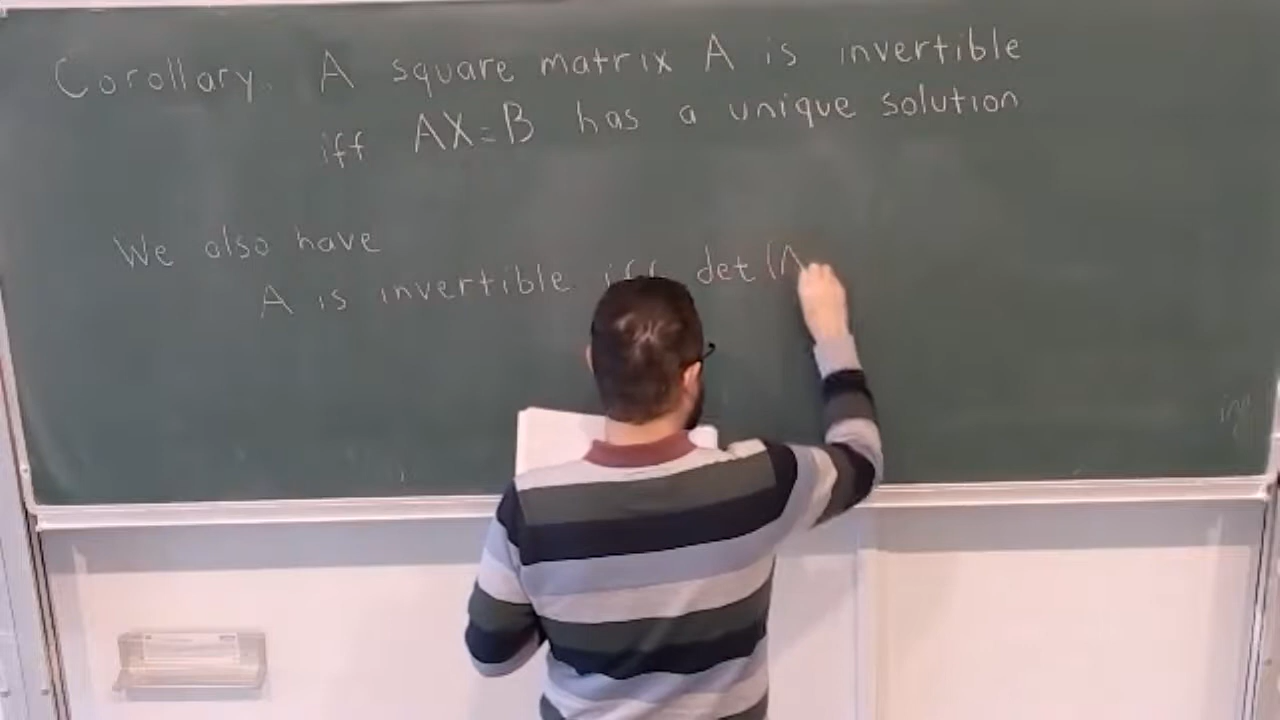 Corollary. A square matrix A is invertible
iff AX=B has a unique solution
We also have
A is invertible iff det(A